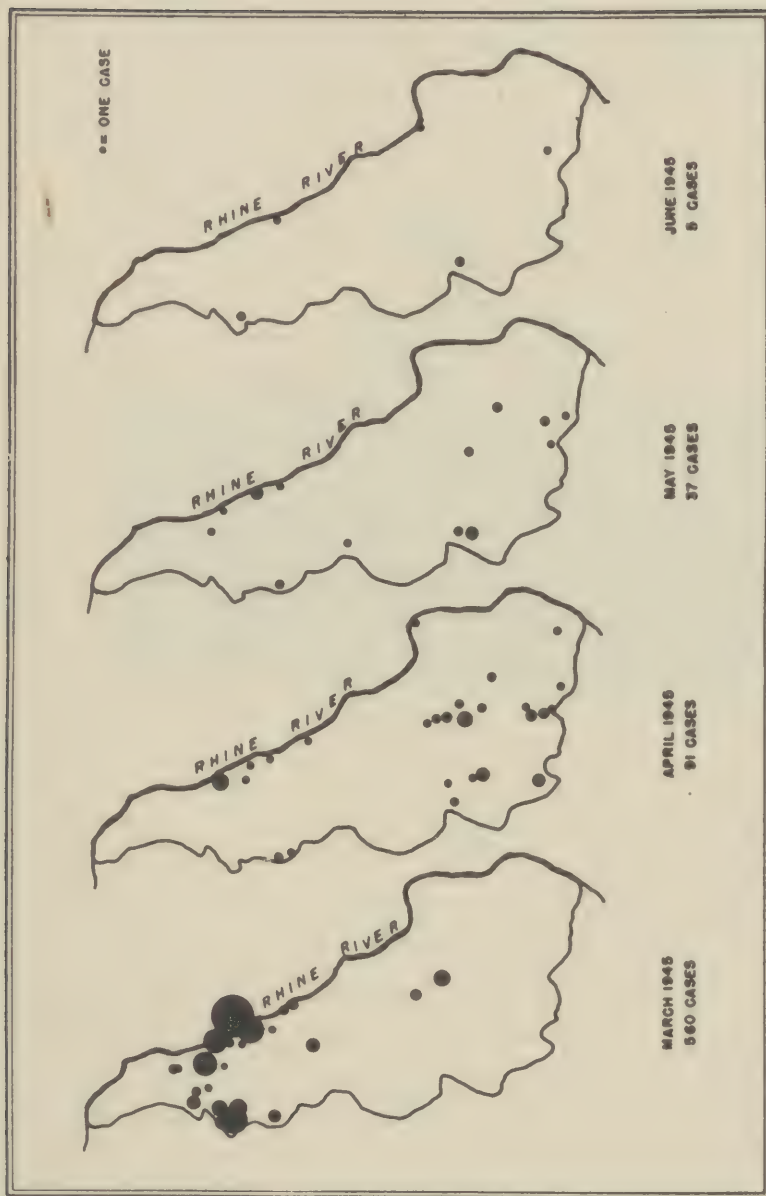 • = ONE CASE
RHINE RIVER
MARCH 1945
560 CASES
RHINE RIVER
APRIL 1945
91 CASES
RHINE RIVER
MAY 1945
37 CASES
RHINE RIVER
JUNE 1945
5 CASES